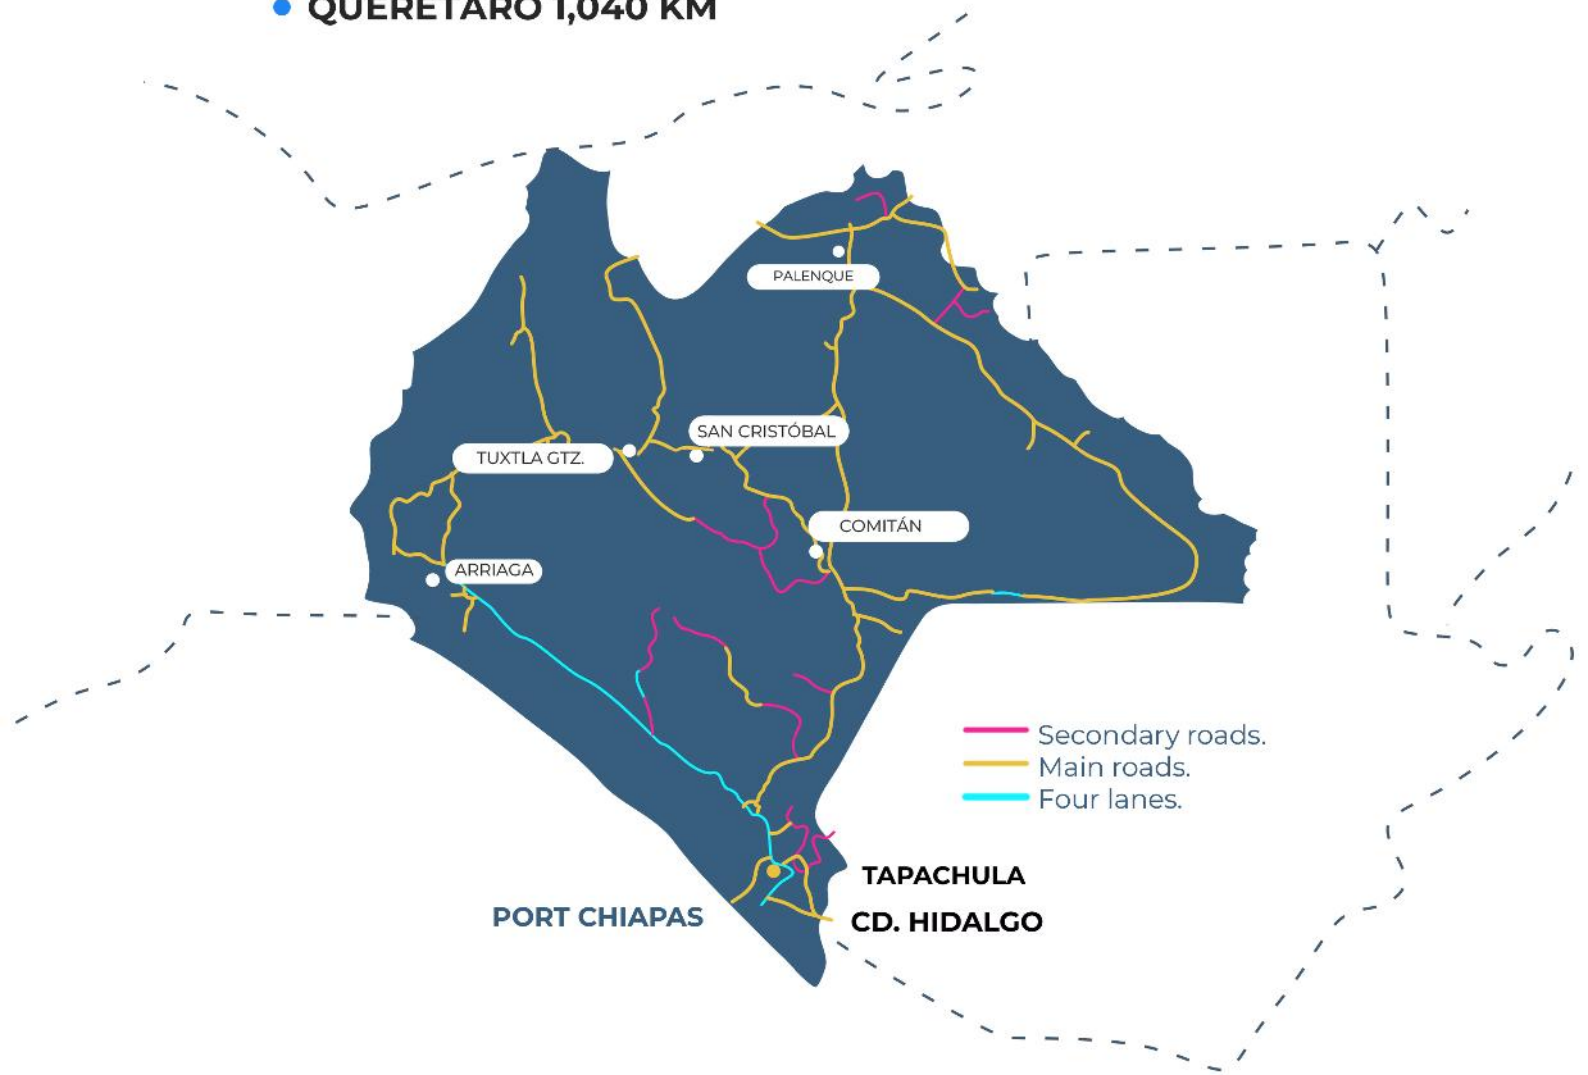 QUERÉTARO 1,040 KM
PALENQUE
SAN CRISTÓBAL
TUXTLA GTZ.
COMITÁN
ARRIAGA
Secondary roads.
Main roads.
Four lanes.
TAPACHULA
PORT CHIAPAS
CD. HIDALGO